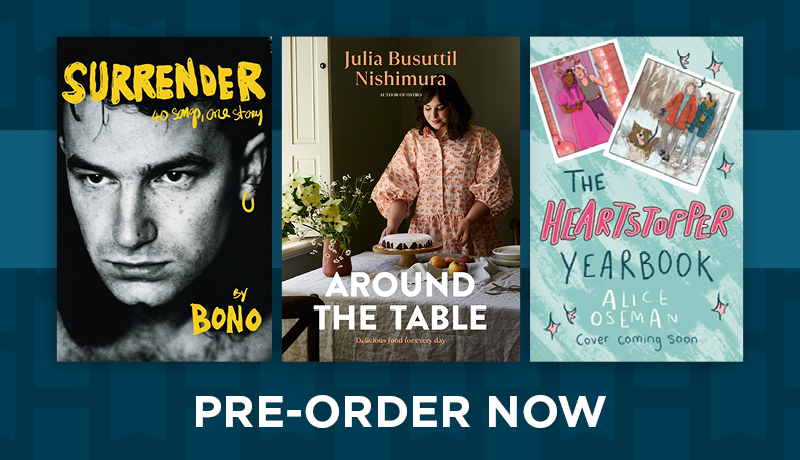 SURRENDER
40 songs, one story
by
BONO
Julia Busuttil
Nishimura
AUTHOR OF OSTRO
AROUND
THE TABLE
Delicious food for every day
THE
HEARTSTOPPER
YEARBOOK
ALICE
OSEMAN
Cover coming soon
PRE-ORDER NOW